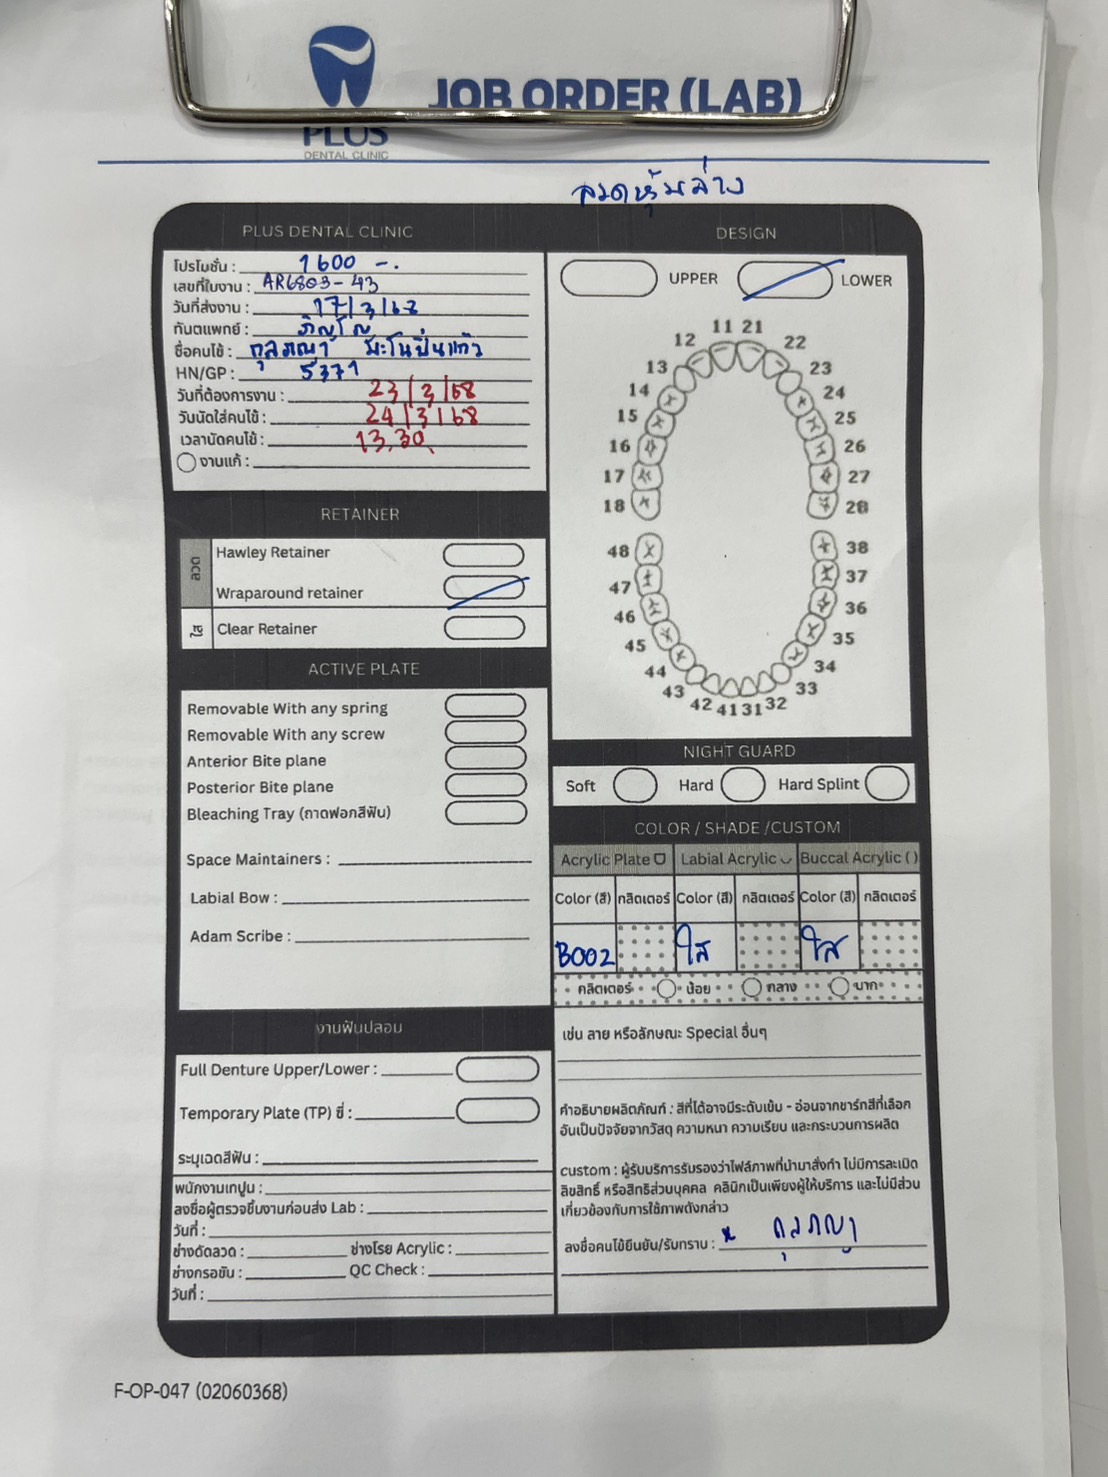 PLUS
DENTAL CLINIC
JOB ORDER (LAB)
ลวดหุ้มล่าง
PLUS DENTAL CLINIC
โปรโมชั่น : 1600 -.
เลขที่ใบงาน : AR6803-43
วันที่ส่งงาน : 17/3/68
ทันตแพทย์ : ภิญโญ
ชื่อคนไข้ : กุลภญา มะโนปิ่นแก้ว
HN/GP : 5371
วันที่ต้องการงาน : 23/3/68
วันนัดใส่คนไข้ : 24/3/68
เวลานัดคนไข้ : 13.30
งานแก้ :
RETAINER
ลวด
Hawley Retainer
Wraparound retainer
ใส
Clear Retainer
ACTIVE PLATE
Removable With any spring
Removable With any screw
Anterior Bite plane
Posterior Bite plane
Bleaching Tray (ถาดฟอกสีฟัน)
Space Maintainers :
Labial Bow :
Adam Scribe :
งานฟันปลอม
Full Denture Upper/Lower :
Temporary Plate (TP) ซี่ :
ระบุเฉดสีฟัน :
พนักงานเทปูน :
ลงชื่อผู้ตรวจชิ้นงานก่อนส่ง Lab :
วันที่ :
ช่างดัดลวด : ช่างโรย Acrylic :
ช่างกรอขัน : QC Check :
วันที่ :
DESIGN
UPPER LOWER
11 21
12 22
13 23
14 24
15 25
16 26
17 27
18 28
48 38
47 37
46 36
45 35
44 34
43 33
42 41 31 32
NIGHT GUARD
Soft Hard Hard Splint
COLOR / SHADE /CUSTOM
Acrylic Plate Labial Acrylic Buccal Acrylic ( )
Color (สี) กลิตเตอร์ Color (สี) กลิตเตอร์ Color (สี) กลิตเตอร์
B002 ใส ใส
กลิตเตอร์ น้อย กลาง มาก
เช่น ลาย หรือลักษณะ Special อื่นๆ
คำอธิบายผลิตภัณฑ์ : สีที่ได้อาจมีระดับเข้ม - อ่อนจากชาร์ทสีที่เลือก
อันเป็นปัจจัยจากวัสดุ ความหนา ความเรียบ และกระบวนการผลิต
custom : ผู้รับบริการรับรองว่าไฟล์ภาพที่นำมาสั่งทำ ไม่มีการละเมิด
ลิขสิทธิ์ หรือสิทธิส่วนบุคคล คลินิกเป็นเพียงผู้ให้บริการ และไม่มีส่วน
เกี่ยวข้องกับการใช้ภาพดังกล่าว
ลงชื่อคนไข้ยืนยัน/รับทราบ : x กุลภญา
F-OP-047 (02060368)